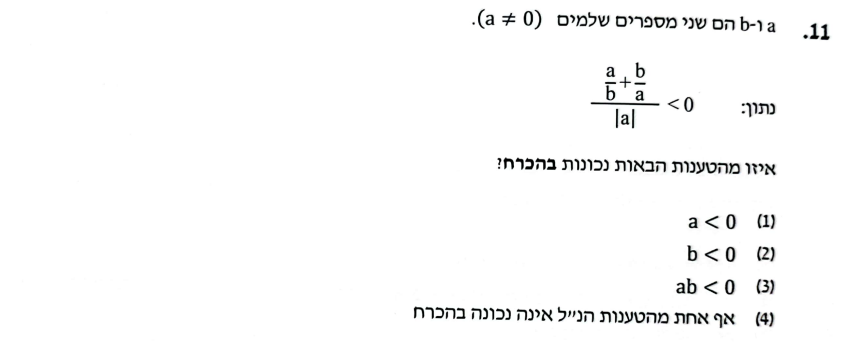 11. a ו-b הם שני מספרים שלמים (a ≠ 0).
נתון: \frac{\frac{a}{b}+\frac{b}{a}}{|a|} < 0
איזו מהטענות הבאות נכונות בהכרח?
(1) a < 0
(2) b < 0
(3) ab < 0
(4) אף אחת מהטענות הנ״ל אינה נכונה בהכרח